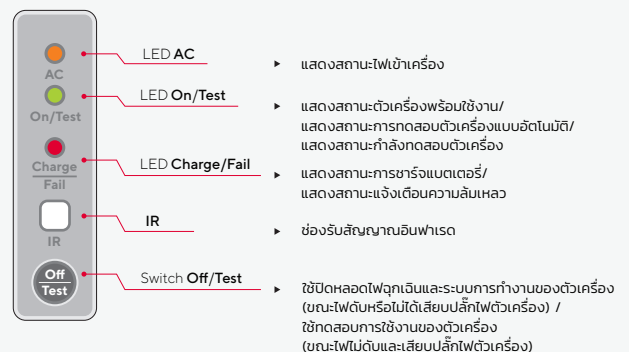 AC
On/Test
Charge
Fail
IR
Off
Test
LED AC
แสดงสถานะไฟเข้าเครื่อง
LED On/Test
แสดงสถานะตัวเครื่องพร้อมใช้งาน/
แสดงสถานะการทดสอบตัวเครื่องแบบอัตโนมัติ/
แสดงสถานะกำลังทดสอบตัวเครื่อง
LED Charge/Fail
แสดงสถานะการชาร์จแบตเตอรี่/
แสดงสถานะแจ้งเตือนความล้มเหลว
IR
ช่องรับสัญญาณอินฟาเรด
Switch Off/Test
ใช้ปิดหลอดไฟฉุกเฉินและระบบการทำงานของตัวเครื่อง
(ขณะไฟดับหรือไม่ได้เสียบปลั๊กไฟตัวเครื่อง) /
ใช้ทดสอบการใช้งานของตัวเครื่อง
(ขณะไฟไม่ดับและเสียบปลั๊กไฟตัวเครื่อง)